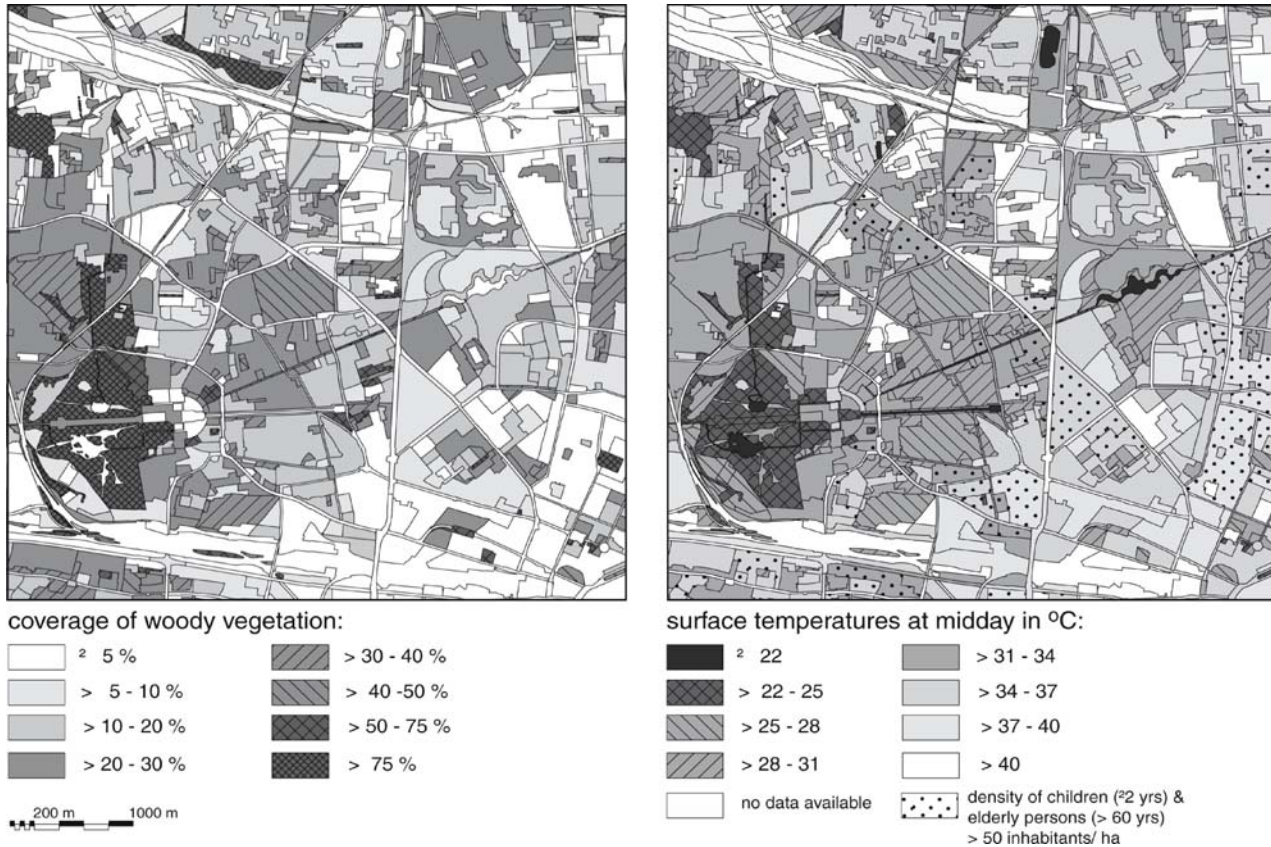 coverage of woody vegetation:
² 5 %
> 5 - 10 %
> 10 - 20 %
> 20 - 30 %
> 30 - 40 %
> 40 -50 %
> 50 - 75 %
> 75 %
200 m 1000 m
surface temperatures at midday in ºC:
² 22
> 22 - 25
> 25 - 28
> 28 - 31
no data available
> 31 - 34
> 34 - 37
> 37 - 40
> 40
density of children (²2 yrs) &
elderly persons (> 60 yrs)
> 50 inhabitants/ ha